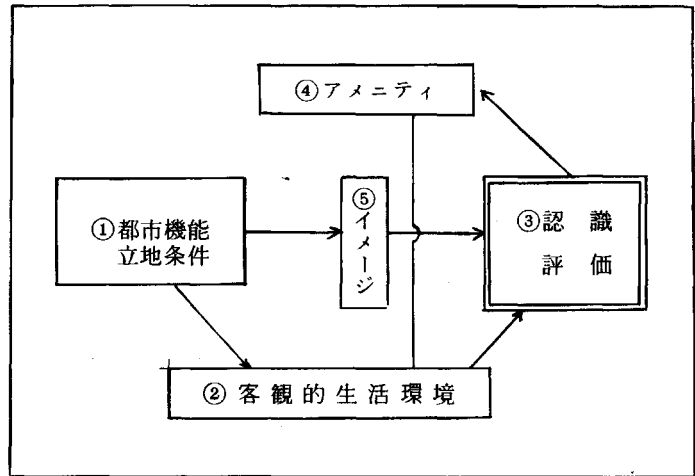 ④アメニティ
①都市機能
立地条件
⑤イメージ
③認識
評価
②客観的生活環境